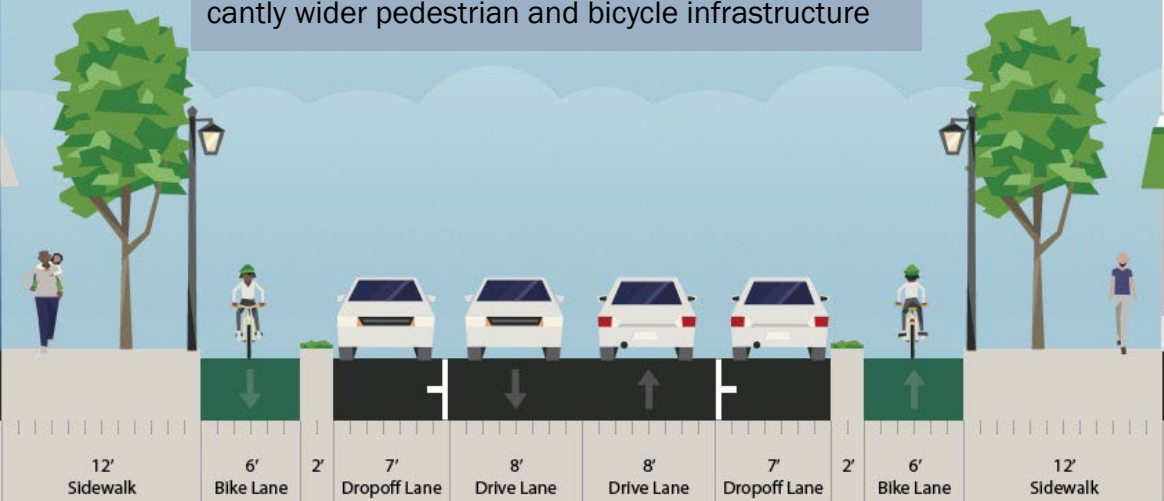 cantly wider pedestrian and bicycle infrastructure
12′ 6′ 2′ 7′ 8′ 8′ 7′ 2′ 6′ 12′
Sidewalk Bike Lane Dropoff Lane Drive Lane Drive Lane Dropoff Lane Bike Lane Sidewalk